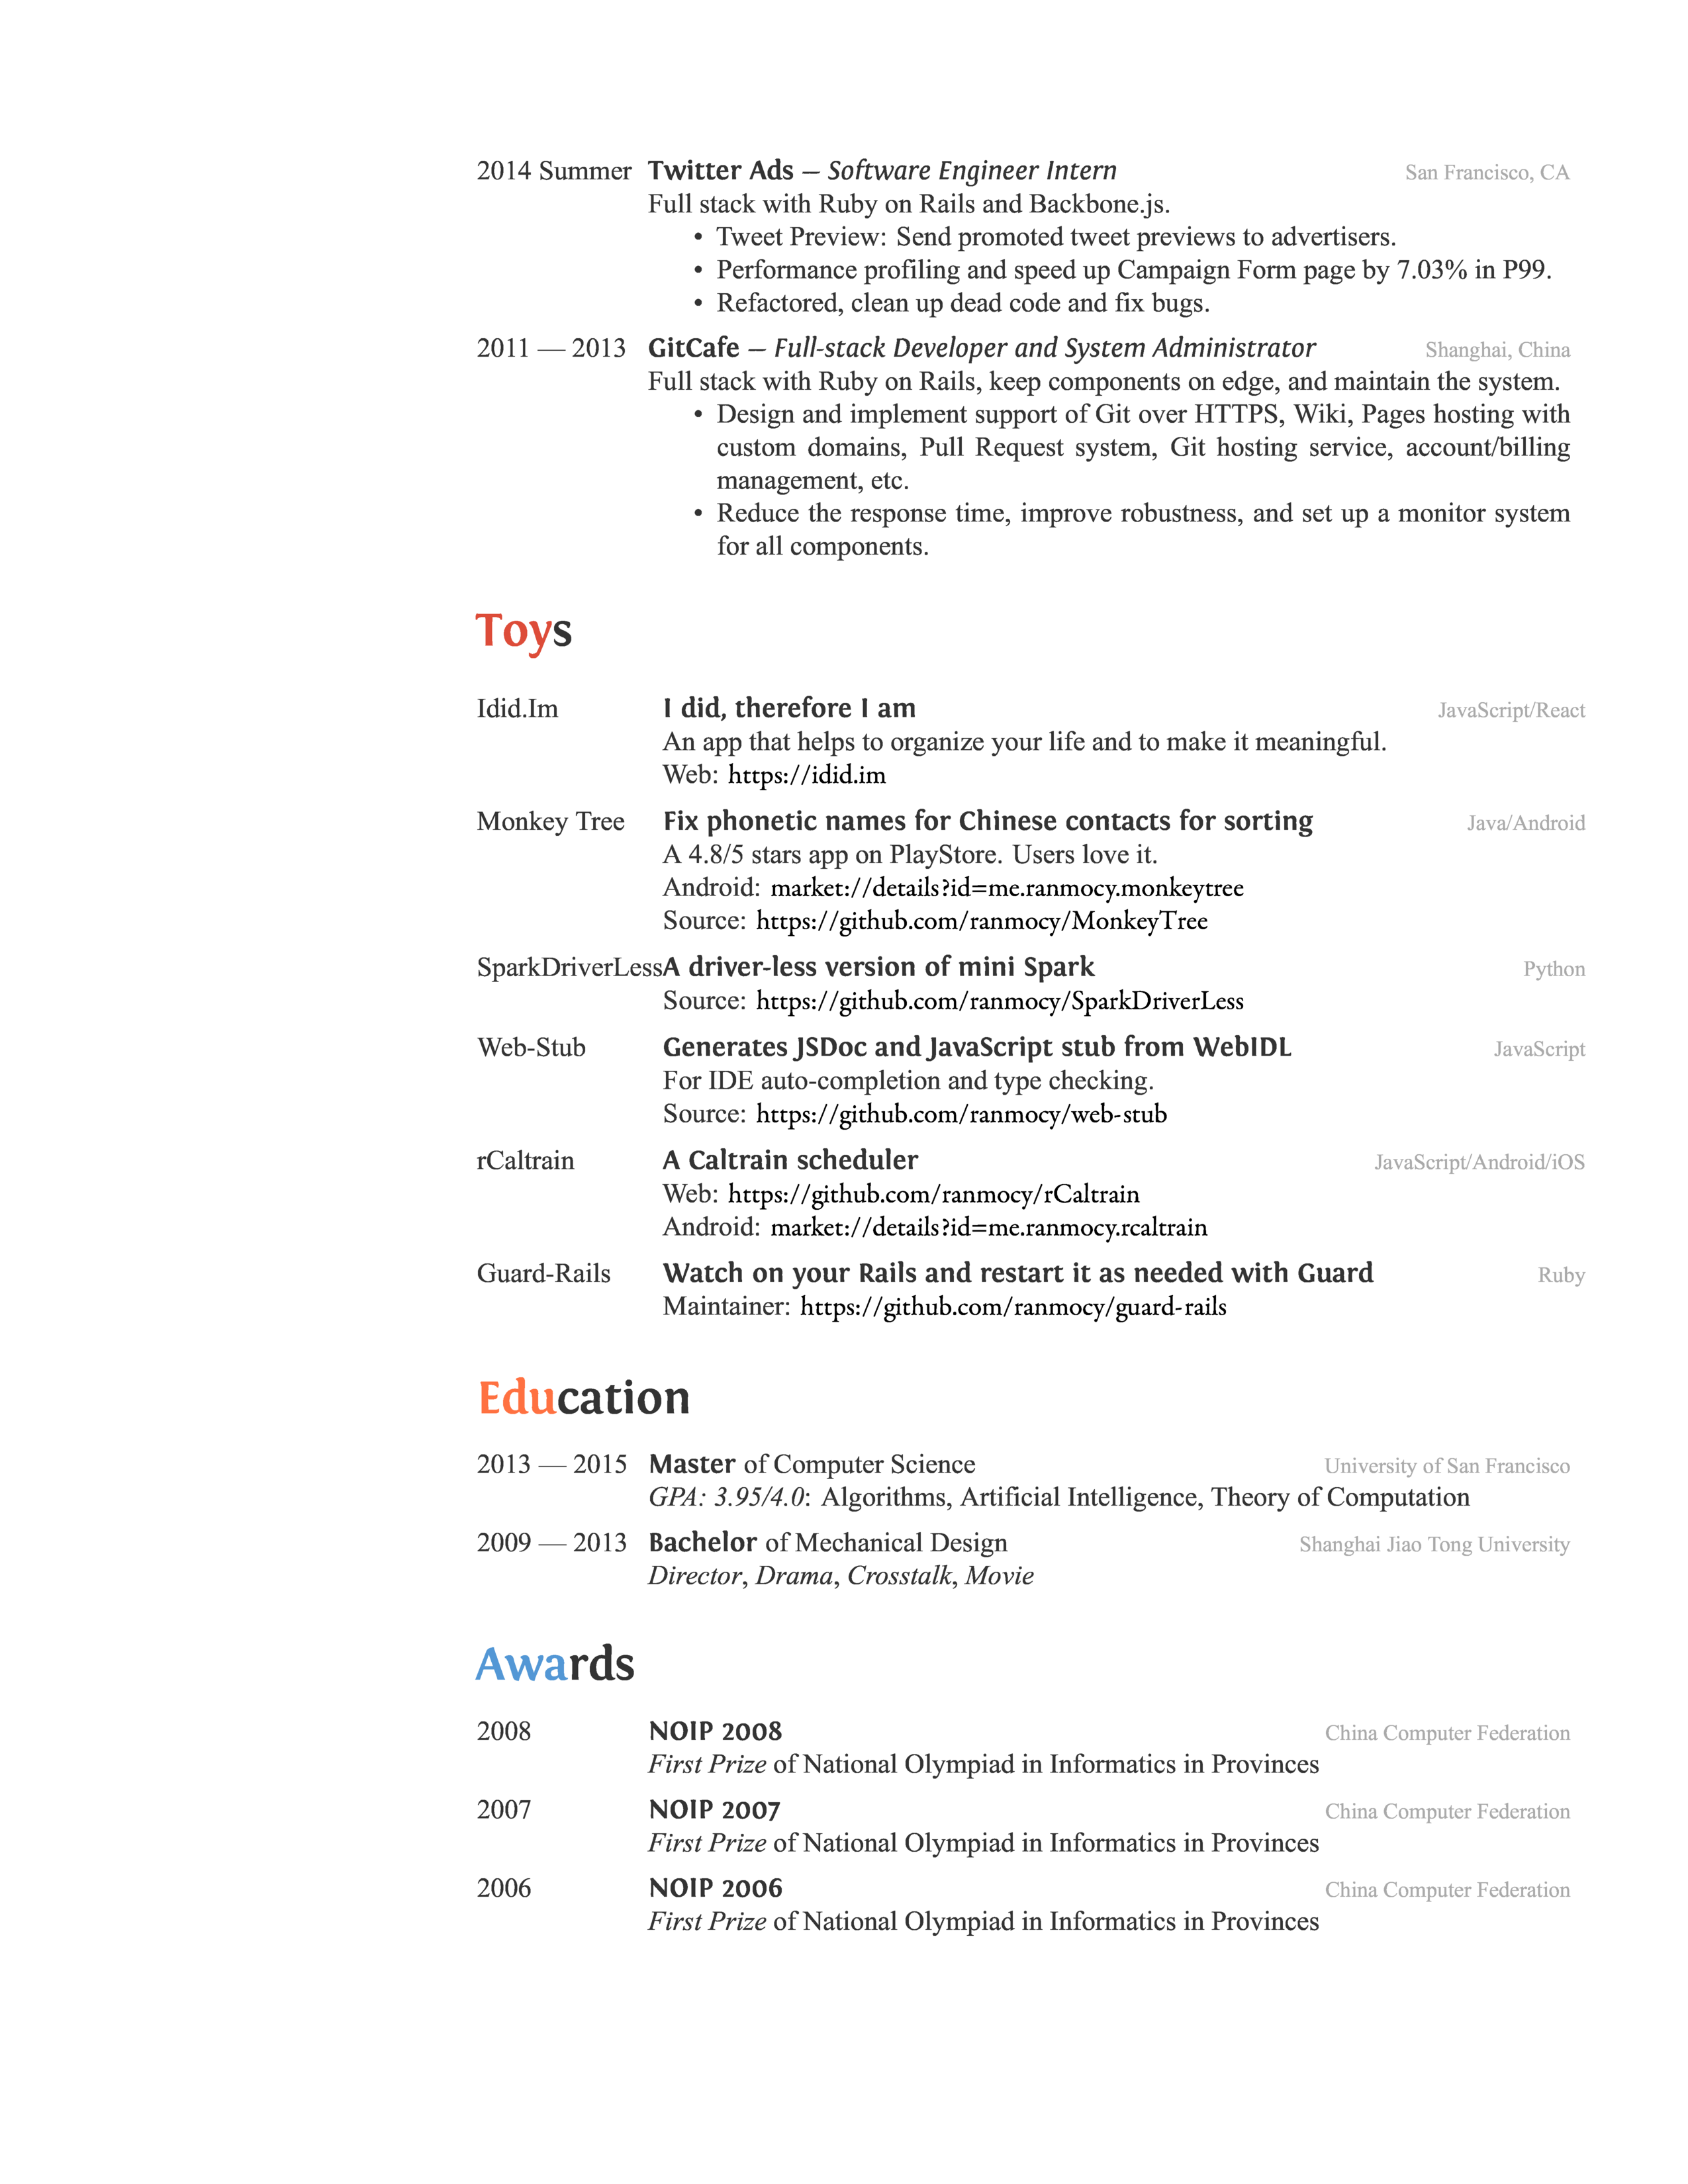 2014 Summer Twitter Ads – Software Engineer Intern San Francisco, CA
Full stack with Ruby on Rails and Backbone.js.
• Tweet Preview: Send promoted tweet previews to advertisers.
• Performance profiling and speed up Campaign Form page by 7.03% in P99.
• Refactored, clean up dead code and fix bugs.
2011 — 2013 GitCafe – Full-stack Developer and System Administrator Shanghai, China
Full stack with Ruby on Rails, keep components on edge, and maintain the system.
• Design and implement support of Git over HTTPS, Wiki, Pages hosting with
custom domains, Pull Request system, Git hosting service, account/billing
management, etc.
• Reduce the response time, improve robustness, and set up a monitor system
for all components.
Toys
Idid.Im I did, therefore I am JavaScript/React
An app that helps to organize your life and to make it meaningful.
Web: https://idid.im
Monkey Tree Fix phonetic names for Chinese contacts for sorting Java/Android
A 4.8/5 stars app on PlayStore. Users love it.
Android: market://details?id=me.ranmocy.monkeytree
Source: https://github.com/ranmocy/MonkeyTree
SparkDriverLess A driver-less version of mini Spark Python
Source: https://github.com/ranmocy/SparkDriverLess
Web-Stub Generates JSDoc and JavaScript stub from WebIDL JavaScript
For IDE auto-completion and type checking.
Source: https://github.com/ranmocy/web-stub
rCaltrain A Caltrain scheduler JavaScript/Android/iOS
Web: https://github.com/ranmocy/rCaltrain
Android: market://details?id=me.ranmocy.rcaltrain
Guard-Rails Watch on your Rails and restart it as needed with Guard Ruby
Maintainer: https://github.com/ranmocy/guard-rails
Education
2013 — 2015 Master of Computer Science University of San Francisco
GPA: 3.95/4.0: Algorithms, Artificial Intelligence, Theory of Computation
2009 — 2013 Bachelor of Mechanical Design Shanghai Jiao Tong University
Director, Drama, Crosstalk, Movie
Awards
2008 NOIP 2008 China Computer Federation
First Prize of National Olympiad in Informatics in Provinces
2007 NOIP 2007 China Computer Federation
First Prize of National Olympiad in Informatics in Provinces
2006 NOIP 2006 China Computer Federation
First Prize of National Olympiad in Informatics in Provinces